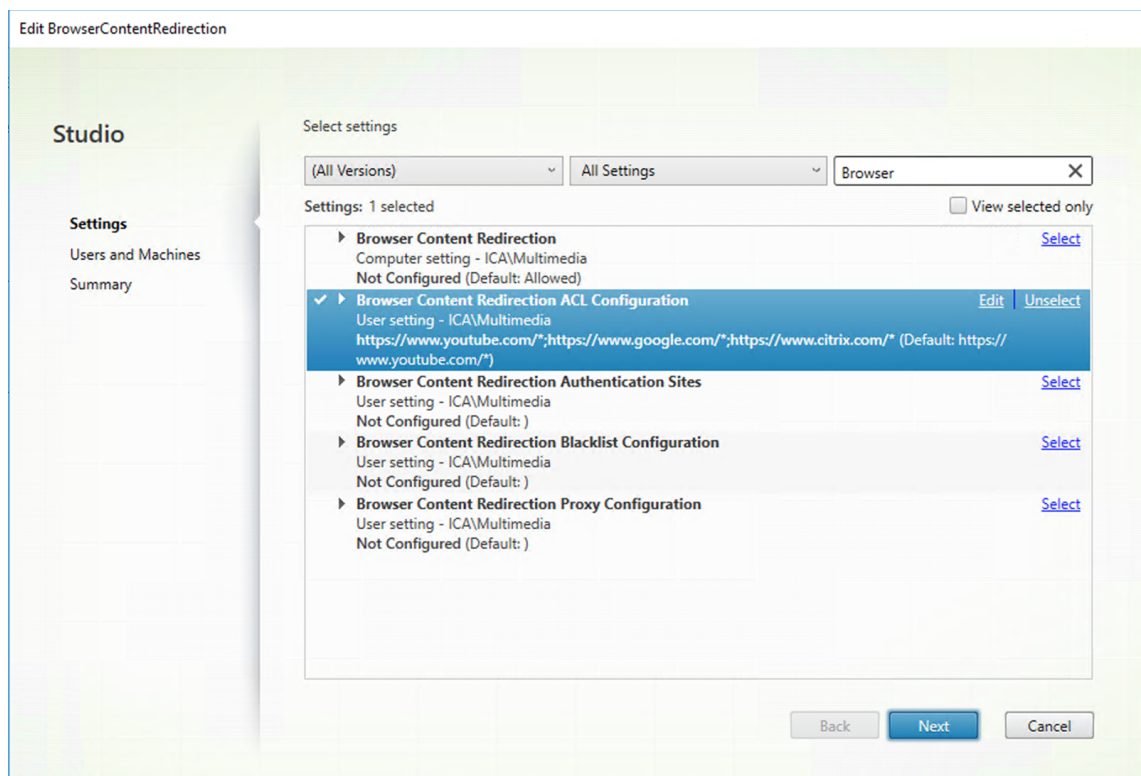 Edit BrowserContentRedirection
Studio
Settings
Users and Machines
Summary
Select settings
(All Versions)
All Settings
Browser
Settings: 1 selected
View selected only
Browser Content Redirection
Select
Computer setting - ICA\Multimedia
Not Configured (Default: Allowed)
Browser Content Redirection ACL Configuration
Edit
Unselect
User setting - ICA\Multimedia
https://www.youtube.com/*;https://www.google.com/*;https://www.citrix.com/* (Default: https://
www.youtube.com/*)
Browser Content Redirection Authentication Sites
Select
User setting - ICA\Multimedia
Not Configured (Default: )
Browser Content Redirection Blacklist Configuration
Select
User setting - ICA\Multimedia
Not Configured (Default: )
Browser Content Redirection Proxy Configuration
Select
User setting - ICA\Multimedia
Not Configured (Default: )
Back
Next
Cancel